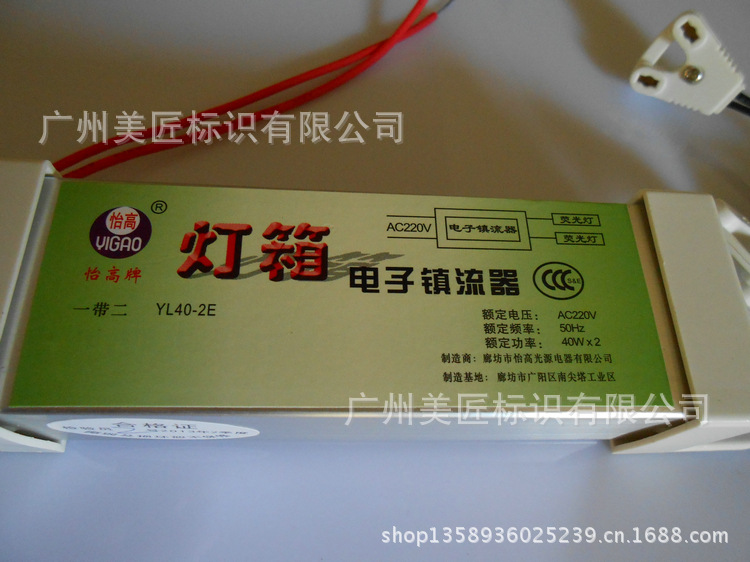 广州美匠标识有限公司
怡高
YIGAO
®
怡高牌
灯箱
电子镇流器
AC220V
电子镇流器
荧光灯
荧光灯
CCC
S&E
一带二 YL40-2E
额定电压: AC220V
额定频率: 50Hz
额定功率: 40W×2
制造商: 廊坊市怡高光源电器有限公司
制造基地: 廊坊市广阳区南尖塔工业区
广州美匠标识有限公司
合格证
shop1358936025239.cn.1688.com